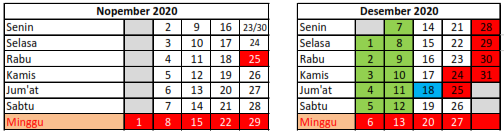 Nopember 2020
Senin 2 9 16 23/30
Selasa 3 10 17 24
Rabu 4 11 18 25
Kamis 5 12 19 26
Jum'at 6 13 20 27
Sabtu 7 14 21 28
Minggu 1 8 15 22 29
Desember 2020
Senin 7 14 21 28
Selasa 1 8 15 22 29
Rabu 2 9 16 23 30
Kamis 3 10 17 24 31
Jum'at 4 11 18 25
Sabtu 5 12 19 26
Minggu 6 13 20 27